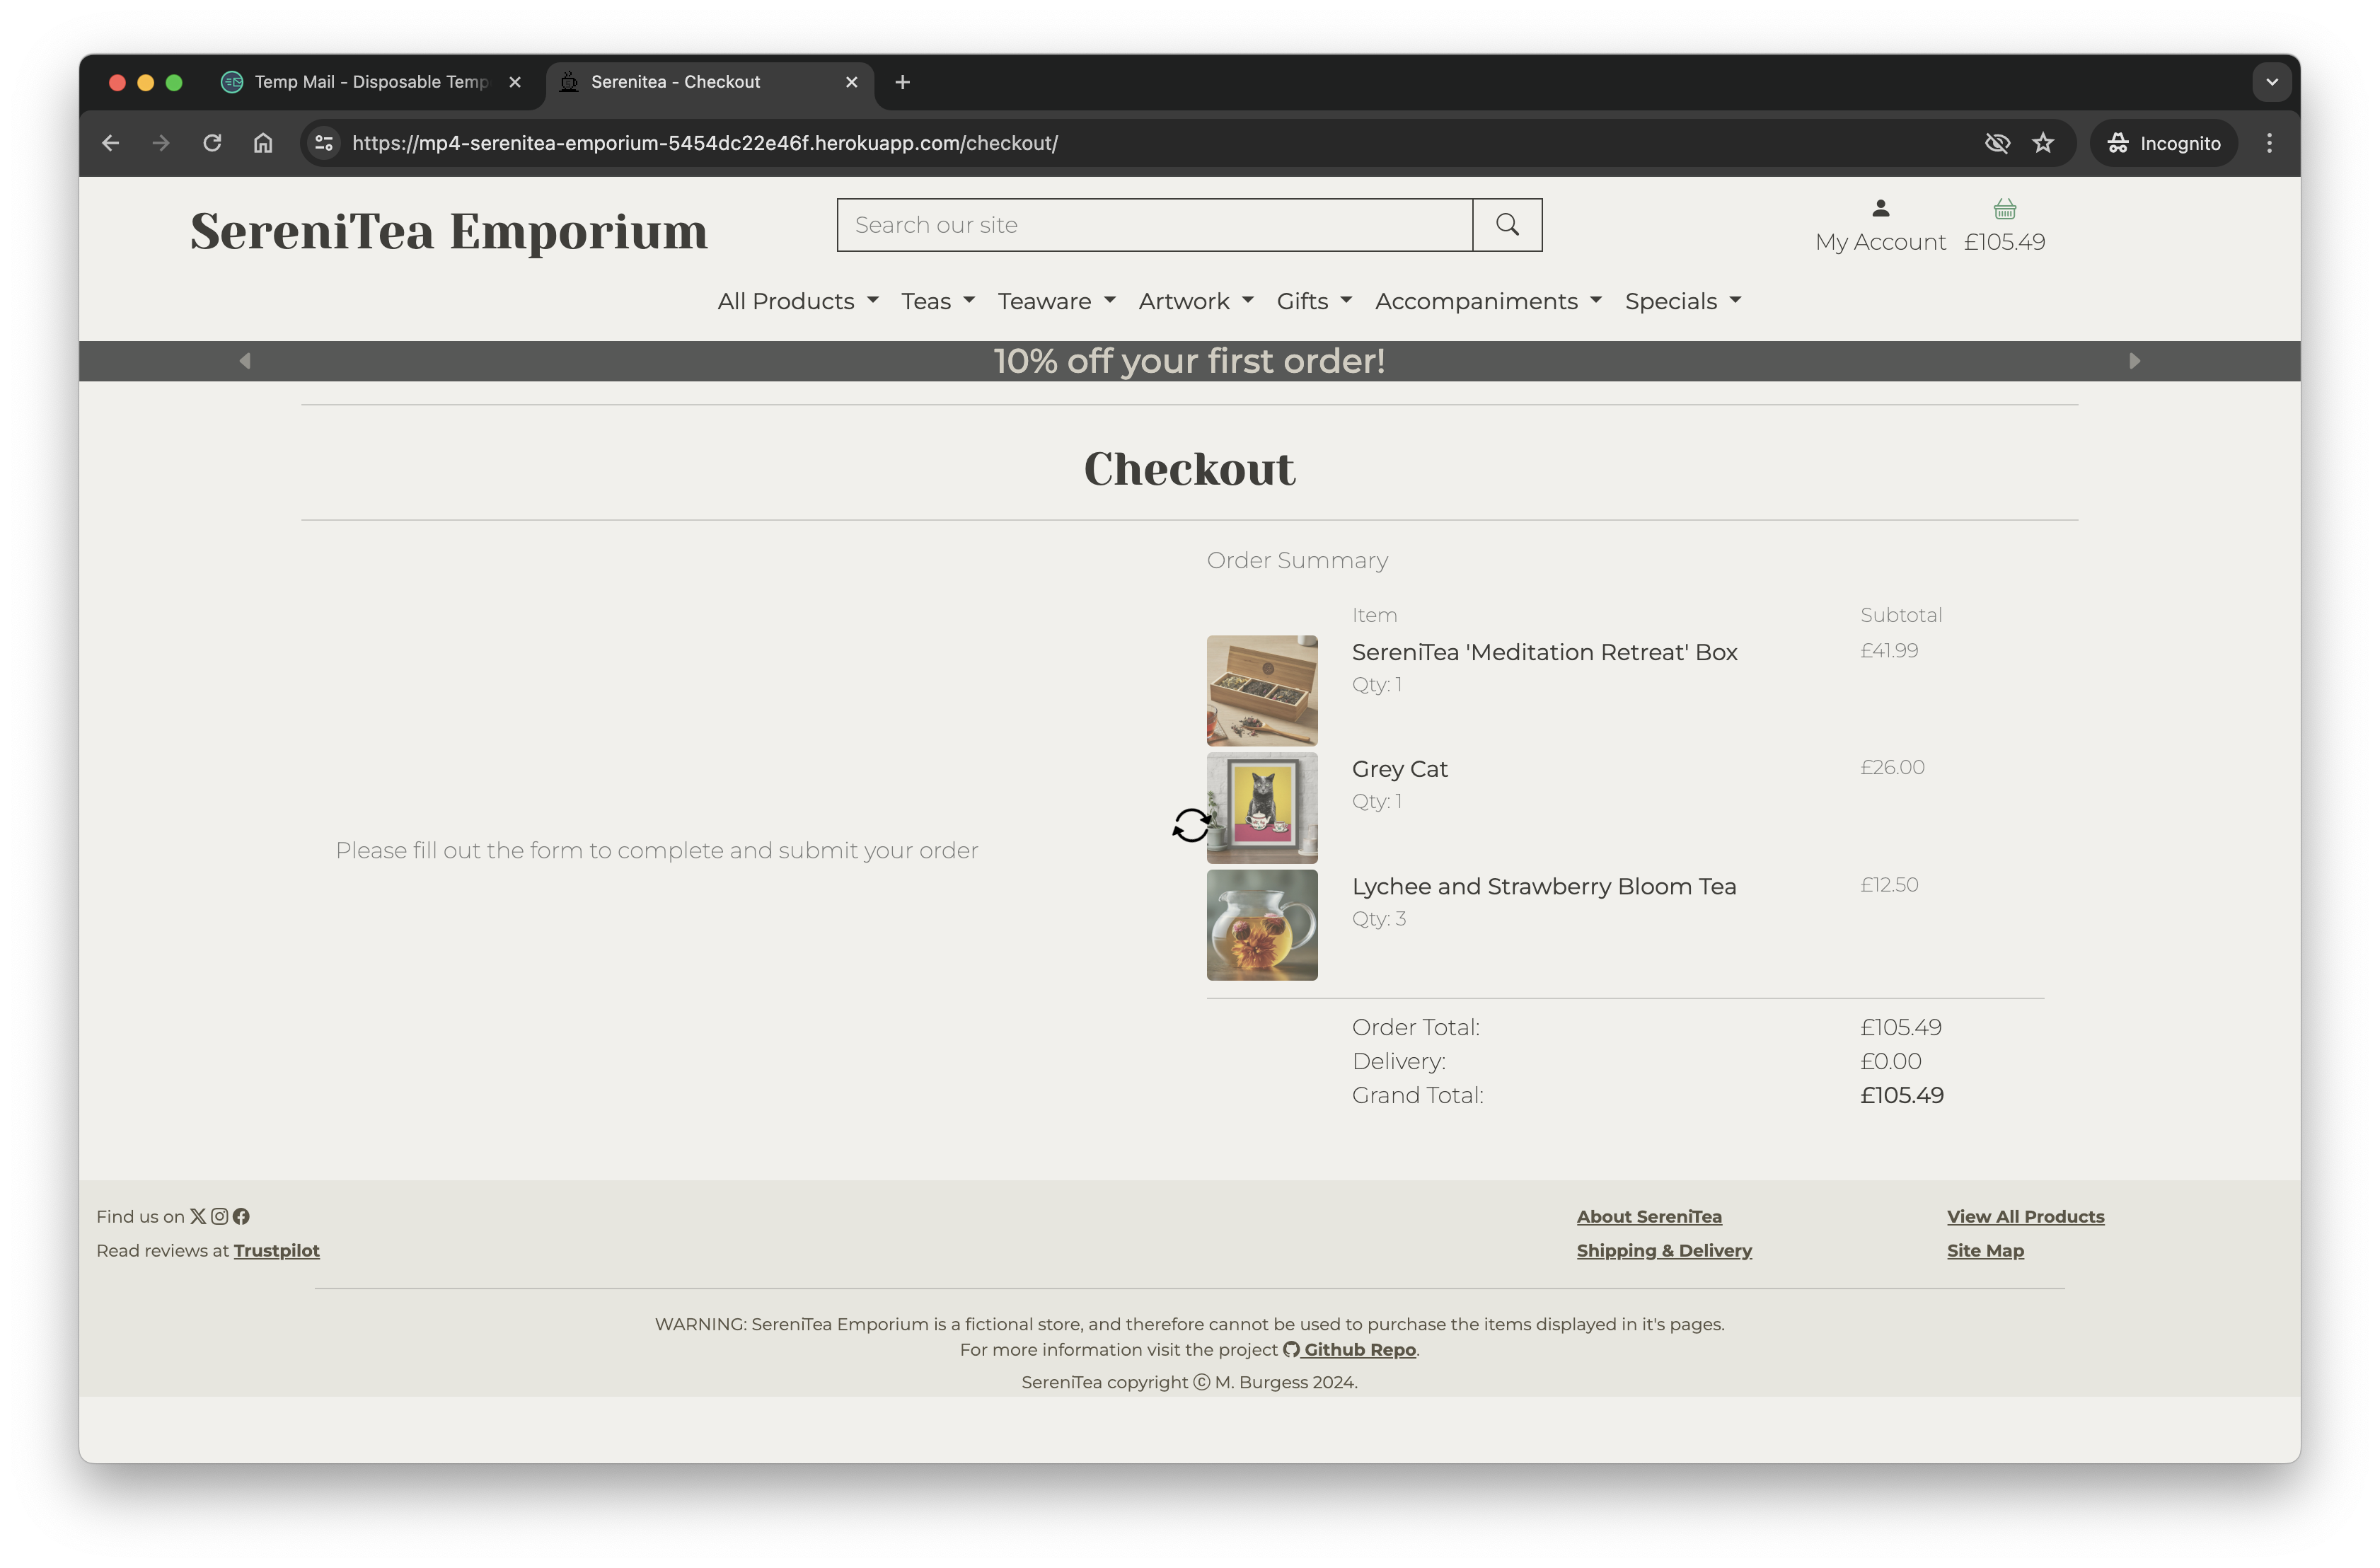 Temp Mail - Disposable Temp
Serenitea - Checkout
https://mp4-serenitea-emporium-5454dc22e46f.herokuapp.com/checkout/
Incognito
SereniTea Emporium
Search our site
My Account
£105.49
All Products
Teas
Teaware
Artwork
Gifts
Accompaniments
Specials
10% off your first order!
Checkout
Please fill out the form to complete and submit your order
Order Summary
Item Subtotal
SereniTea 'Meditation Retreat' Box £41.99
Qty: 1
Grey Cat £26.00
Qty: 1
Lychee and Strawberry Bloom Tea £12.50
Qty: 3
Order Total: £105.49
Delivery: £0.00
Grand Total: £105.49
Find us on
Read reviews at Trustpilot
About SereniTea
Shipping & Delivery
View All Products
Site Map
WARNING: SereniTea Emporium is a fictional store, and therefore cannot be used to purchase the items displayed in it's pages.
For more information visit the project Github Repo.
SereniTea copyright © M. Burgess 2024.